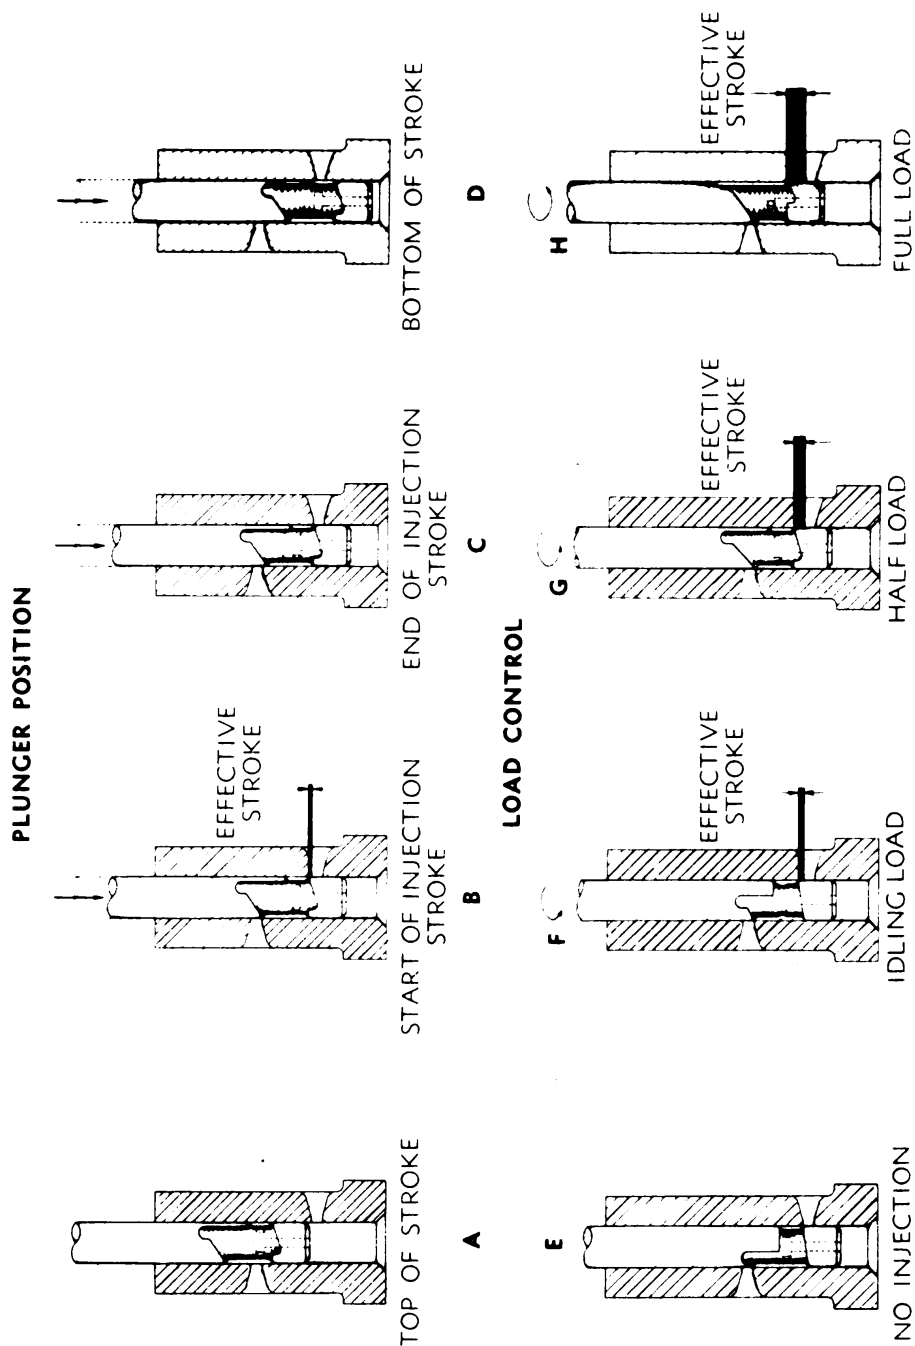 PLUNGER POSITION
EFFECTIVE
STROKE
TOP OF STROKE
START OF INJECTION
STROKE
END OF INJECTION
STROKE
BOTTOM OF STROKE
A
B
C
D
LOAD CONTROL
E
F
G
H
EFFECTIVE
STROKE
EFFECTIVE
STROKE
EFFECTIVE
STROKE
NO INJECTION
IDLING LOAD
HALF LOAD
FULL LOAD